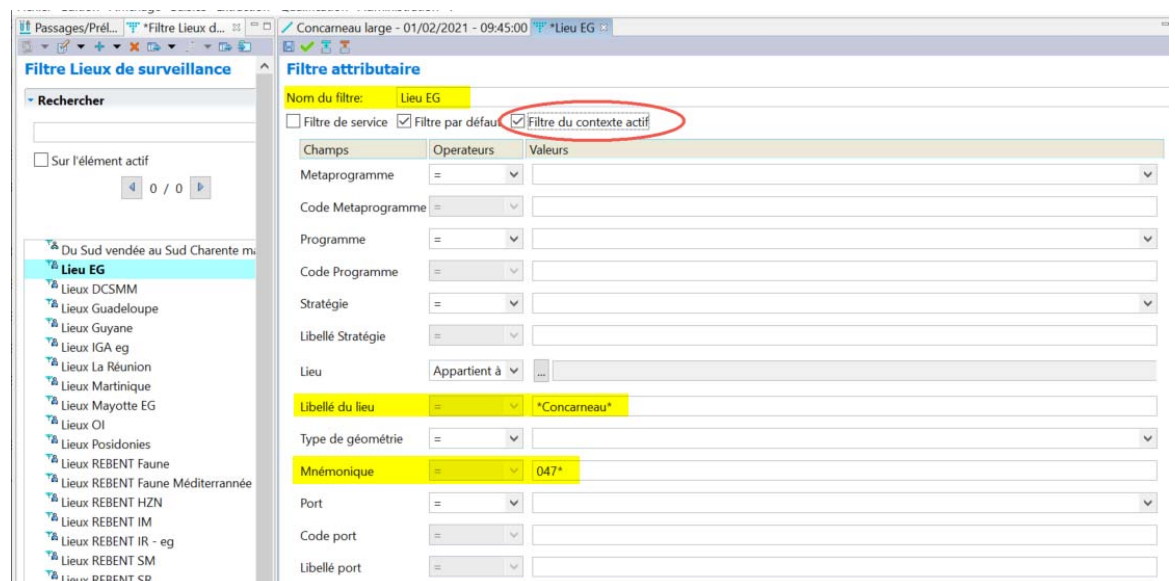 Passages/Prél... *Filtre Lieux d... Concarneau large - 01/02/2021 - 09:45:00 *Lieu EG
Filtre Lieux de surveillance
Rechercher
Sur l'élément actif
0 / 0
Du Sud vendée au Sud Charente ma
Lieu EG
Lieux DCSMM
Lieux Guadeloupe
Lieux Guyane
Lieux IGA eg
Lieux La Réunion
Lieux Martinique
Lieux Mayotte EG
Lieux OI
Lieux Posidonies
Lieux REBENT Faune
Lieux REBENT Faune Méditerrannée
Lieux REBENT HZN
Lieux REBENT IM
Lieux REBENT IR - eg
Lieux REBENT SM
Lieux REBENT SR
Filtre attributaire
Nom du filtre: Lieu EG
Filtre de service Filtre par défaut Filtre du contexte actif
Champs Operateurs Valeurs
Metaprogramme =
Code Metaprogramme =
Programme =
Code Programme =
Stratégie =
Libellé Stratégie =
Lieu Appartient à ...
Libellé du lieu = *Concarneau*
Type de géométrie =
Mnémonique = 047*
Port =
Code port =
Libellé port =